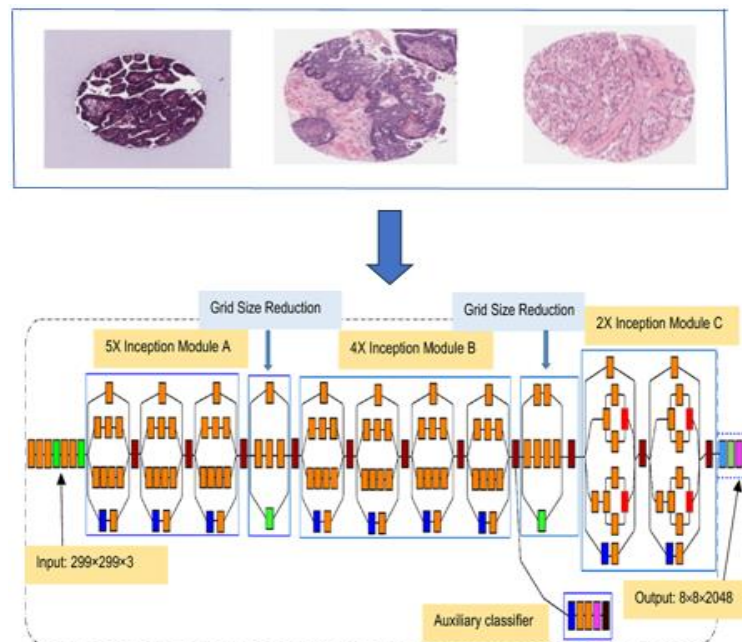 Grid Size Reduction
Grid Size Reduction
5X Inception Module A
4X Inception Module B
2X Inception Module C
Input: 299×299×3
Output: 8×8×2048
Auxiliary classifier